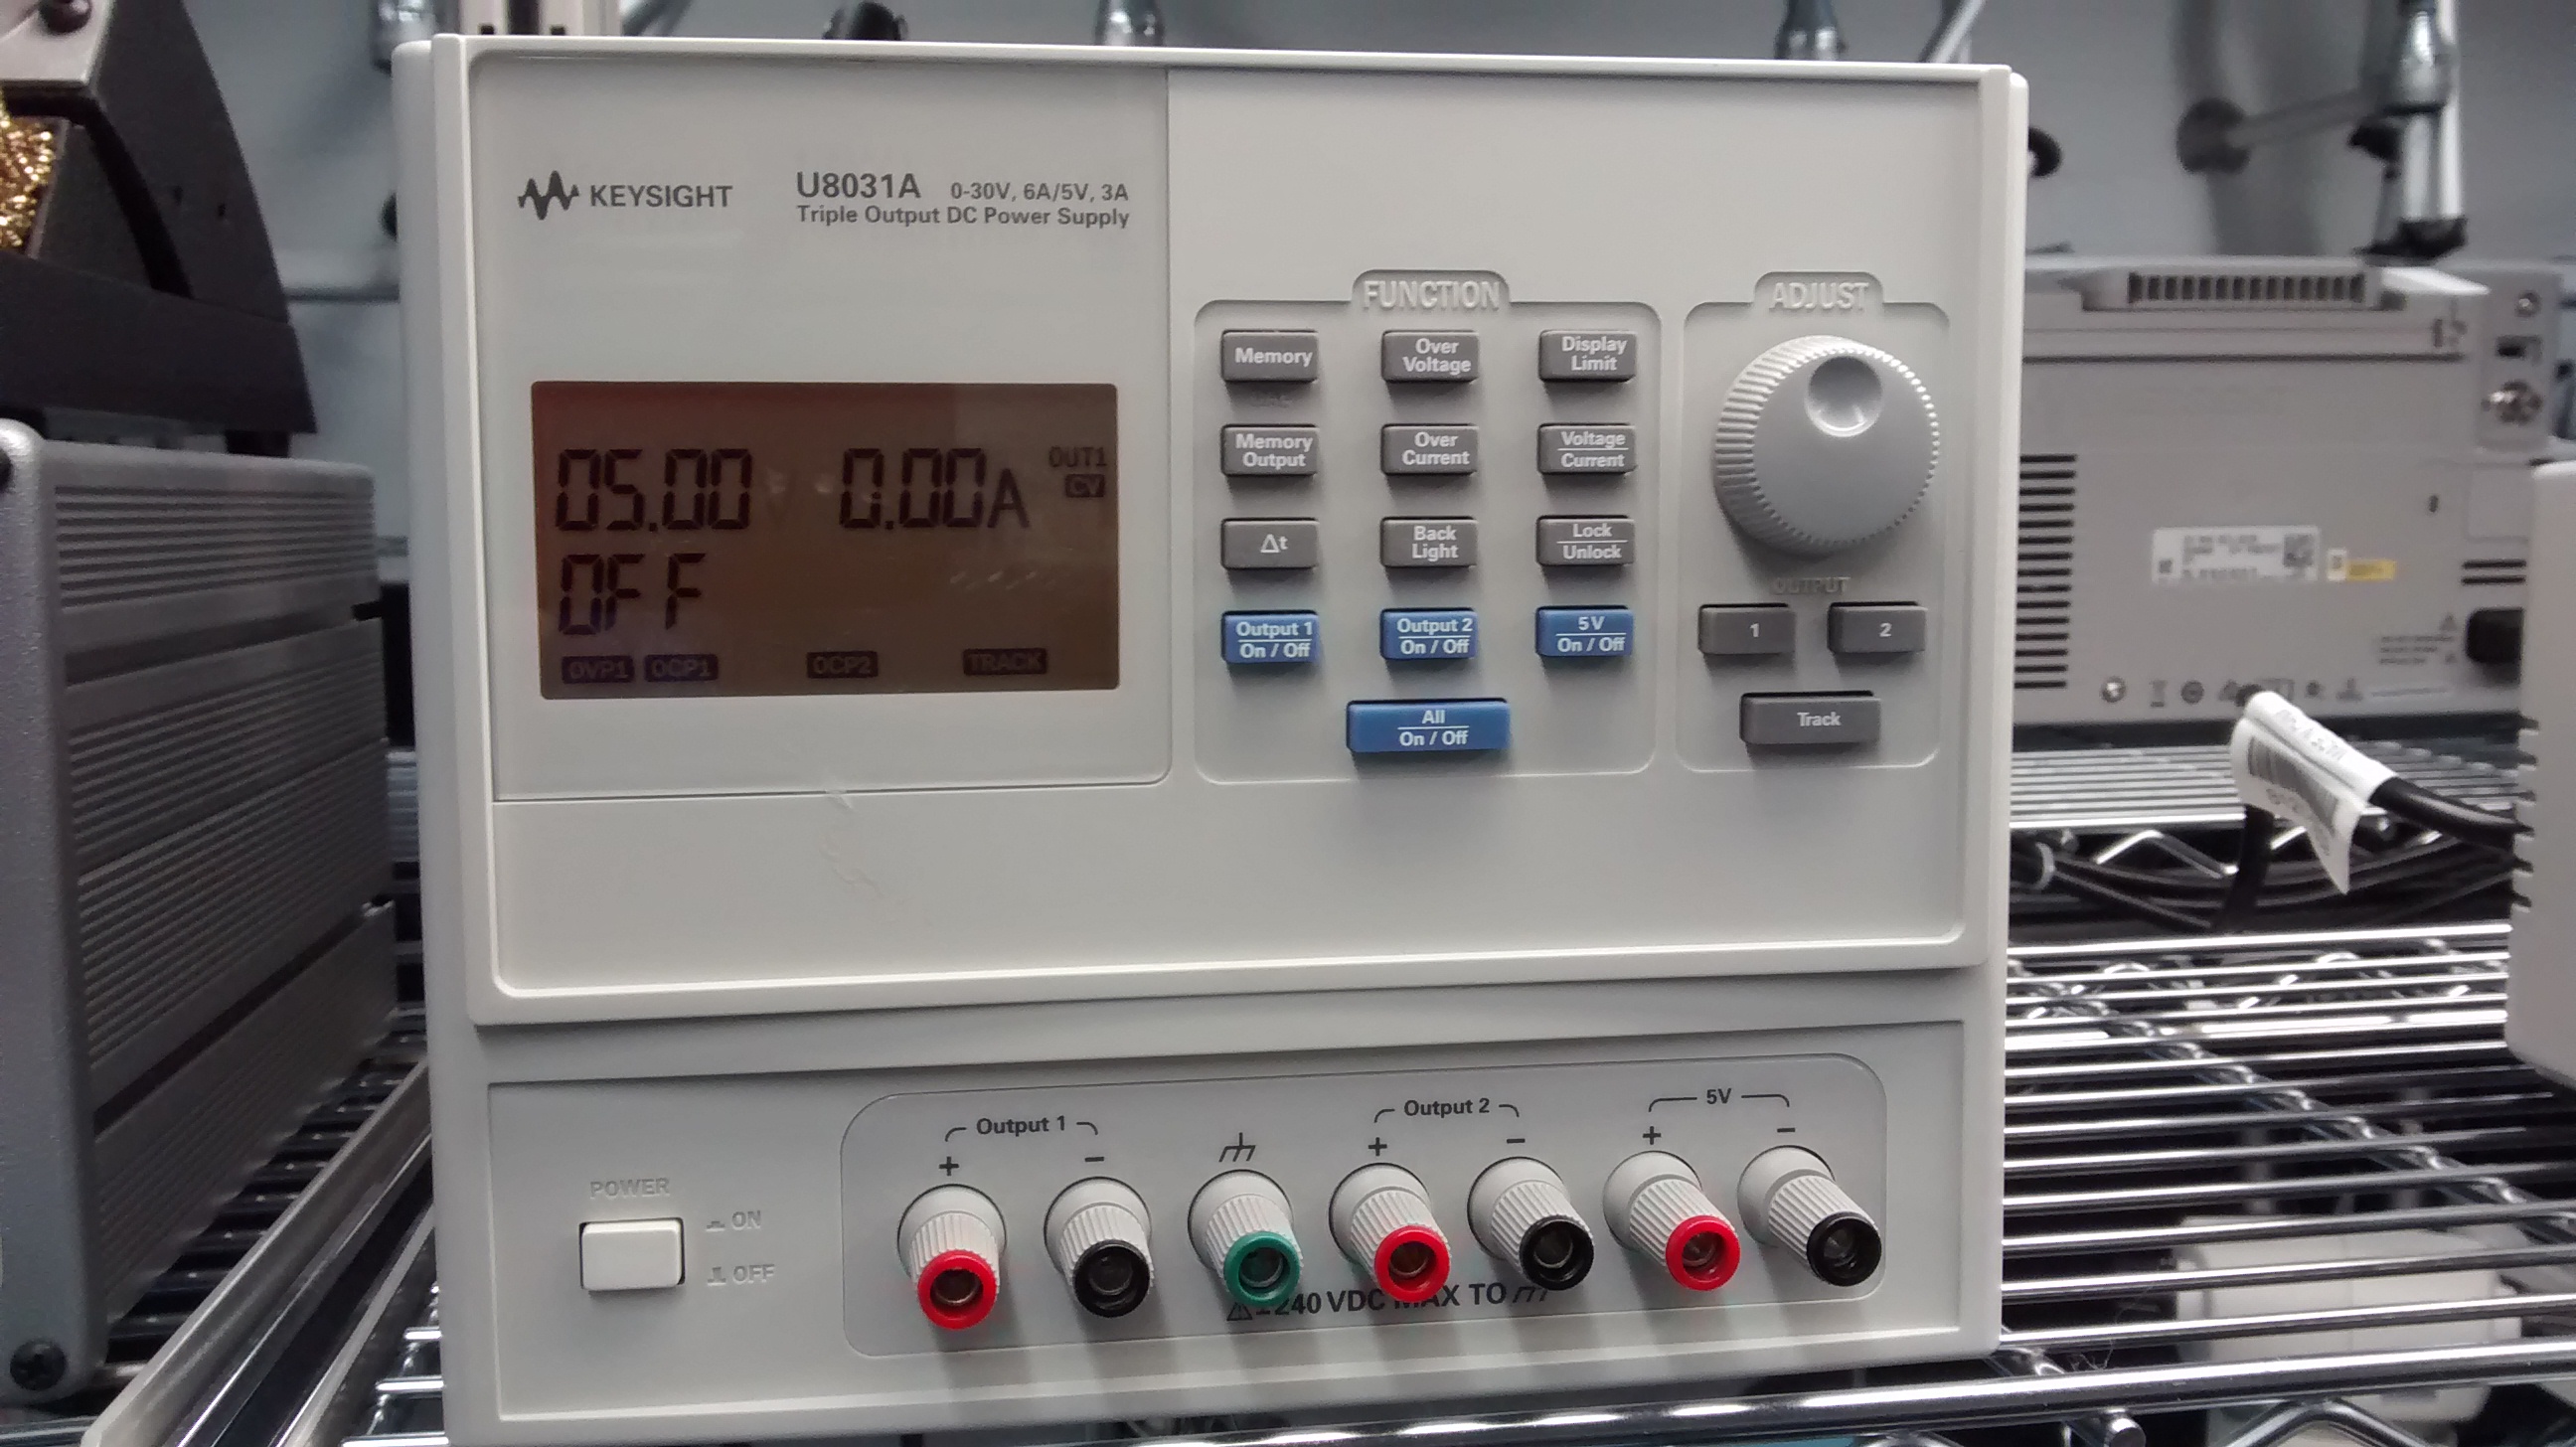 KEYSIGHT
U8031A 0-30V, 6A/5V, 3A
Triple Output DC Power Supply
05.00 V 0.00A
OUT1
CV
OFF
OVP1 OCP1 OCP2 TRACK
FUNCTION
Memory
Over
Voltage
Display
Limit
Memory
Output
Over
Current
Voltage
Current
Δt
Back
Light
Lock
Unlock
Output 1
On / Off
Output 2
On / Off
5V
On / Off
All
On / Off
ADJUST
OUTPUT
1 2
Track
POWER
ON
OFF
Output 1
+ −
Output 2
+ −
5V
+ −
240 VDC MAX TO